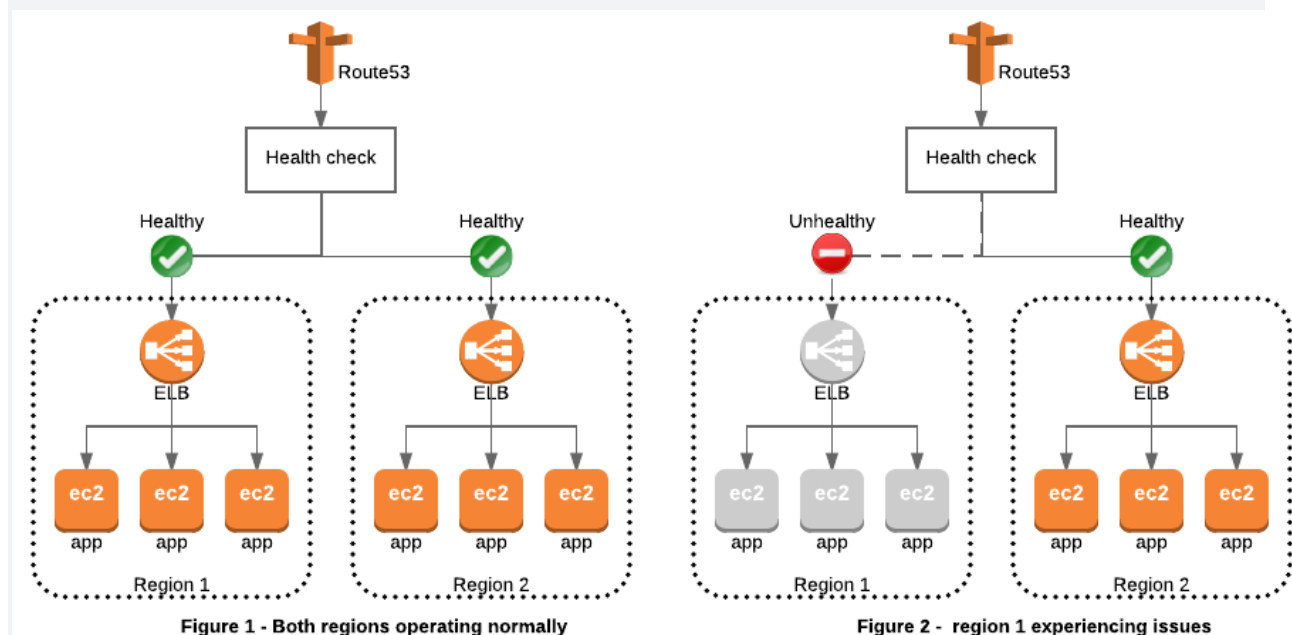 Route53
Health check
Healthy
Healthy
ELB
ELB
ec2
ec2
ec2
ec2
ec2
ec2
app
app
app
app
app
app
Region 1
Region 2
Figure 1 - Both regions operating normally
Route53
Health check
Unhealthy
Healthy
ELB
ELB
ec2
ec2
ec2
ec2
ec2
ec2
app
app
app
app
app
app
Region 1
Region 2
Figure 2 - region 1 experiencing issues